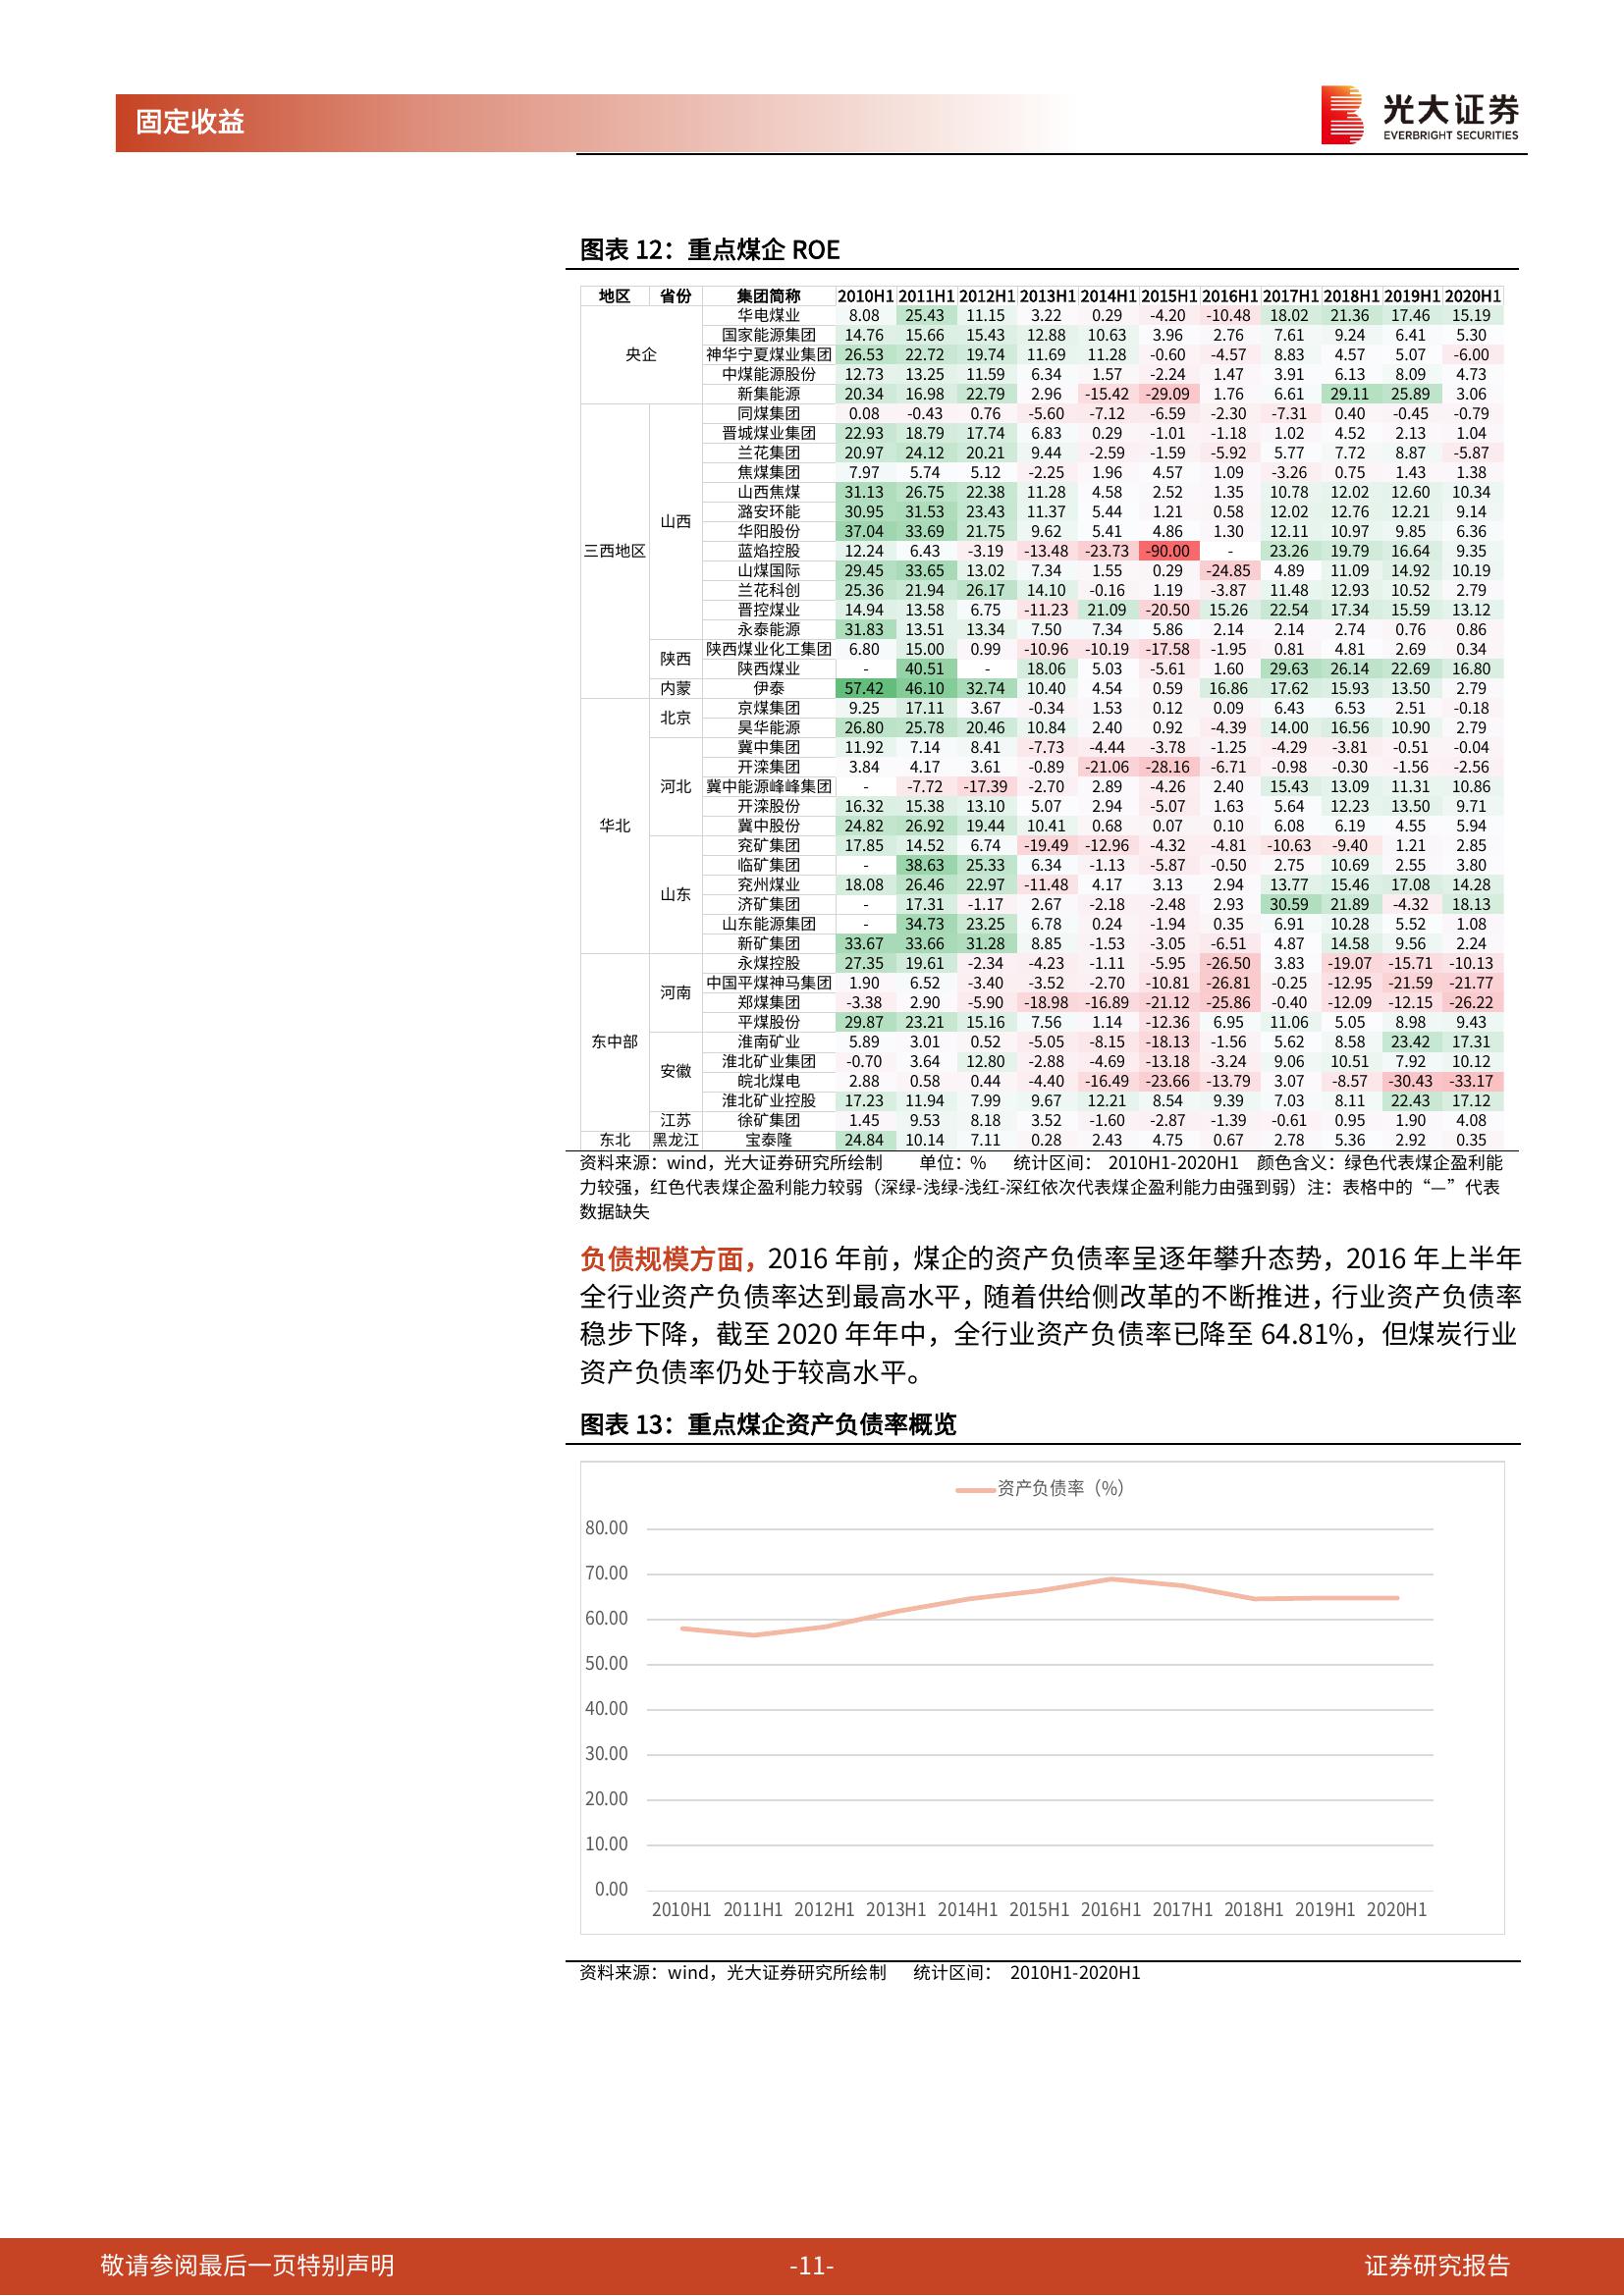 固定收益
光大证券
EVERBRIGHT SECURITIES
图表 12：重点煤企 ROE
地区 省份 集团简称 2010H1 2011H1 2012H1 2013H1 2014H1 2015H1 2016H1 2017H1 2018H1 2019H1 2020H1
央企 华电煤业 8.08 25.43 11.15 3.22 0.29 -4.20 -10.48 18.02 21.36 17.46 15.19
国家能源集团 14.76 15.66 15.43 12.88 10.63 3.96 2.76 7.61 9.24 6.41 5.30
神华宁夏煤业集团 26.53 22.72 19.74 11.69 11.28 -0.60 -4.57 8.83 4.57 5.07 -6.00
中煤能源股份 12.73 13.25 11.59 6.34 1.57 -2.24 1.47 3.91 6.13 8.09 4.73
新集能源 20.34 16.98 22.79 2.96 -15.42 -29.09 1.76 6.61 29.11 25.89 3.06
三西地区 山西 同煤集团 0.08 -0.43 0.76 -5.60 -7.12 -6.59 -2.30 -7.31 0.40 -0.45 -0.79
晋城煤业集团 22.93 18.79 17.74 6.83 0.29 -1.01 -1.18 1.02 4.52 2.13 1.04
兰花集团 20.97 24.12 20.21 9.44 -2.59 -1.59 -5.92 5.77 7.72 8.87 -5.87
焦煤集团 7.97 5.74 5.12 -2.25 1.96 4.57 1.09 -3.26 0.75 1.43 1.38
山西焦煤 31.13 26.75 22.38 11.28 4.58 2.52 1.35 10.78 12.02 12.60 10.34
潞安环能 30.95 31.53 23.43 11.37 5.44 1.21 0.58 12.02 12.76 12.21 9.14
华阳股份 37.04 33.69 21.75 9.62 5.41 4.86 1.30 12.11 10.97 9.85 6.36
蓝焰控股 12.24 6.43 -3.19 -13.48 -23.73 -90.00 - 23.26 19.79 16.64 9.35
山煤国际 29.45 33.65 13.02 7.34 1.55 0.29 -24.85 4.89 11.09 14.92 10.19
兰花科创 25.36 21.94 26.17 14.10 -0.16 1.19 -3.87 11.48 12.93 10.52 2.79
晋控煤业 14.94 13.58 6.75 -11.23 21.09 -20.50 15.26 22.54 17.34 15.59 13.12
永泰能源 31.83 13.51 13.34 7.50 7.34 5.86 2.14 2.14 2.74 0.76 0.86
陕西 陕西煤业化工集团 6.80 15.00 0.99 -10.96 -10.19 -17.58 -1.95 0.81 4.81 2.69 0.34
陕西煤业 - 40.51 - 18.06 5.03 -5.61 1.60 29.63 26.14 22.69 16.80
内蒙 伊泰 57.42 46.10 32.74 10.40 4.54 0.59 16.86 17.62 15.93 13.50 2.79
华北 北京 京煤集团 9.25 17.11 3.67 -0.34 1.53 0.12 0.09 6.43 6.53 2.51 -0.18
昊华能源 26.80 25.78 20.46 10.84 2.40 0.92 -4.39 14.00 16.56 10.90 2.79
河北 冀中集团 11.92 7.14 8.41 -7.73 -4.44 -3.78 -1.25 -4.29 -3.81 -0.51 -0.04
开滦集团 3.84 4.17 3.61 -0.89 -21.06 -28.16 -6.71 -0.98 -0.30 -1.56 -2.56
冀中能源峰峰集团 - -7.72 -17.39 -2.70 2.89 -4.26 2.40 15.43 13.09 11.31 10.86
开滦股份 16.32 15.38 13.10 5.07 2.94 -5.07 1.63 5.64 12.23 13.50 9.71
冀中股份 24.82 26.92 19.44 10.41 0.68 0.07 0.10 6.08 6.19 4.55 5.94
山东 兖矿集团 17.85 14.52 6.74 -19.49 -12.96 -4.32 -4.81 -10.63 -9.40 1.21 2.85
临矿集团 - 38.63 25.33 6.34 -1.13 -5.87 -0.50 2.75 10.69 2.55 3.80
兖州煤业 18.08 26.46 22.97 -11.48 4.17 3.13 2.94 13.77 15.46 17.08 14.28
济矿集团 - 17.31 -1.17 2.67 -2.18 -2.48 2.93 30.59 21.89 -4.32 18.13
山东能源集团 - 34.73 23.25 6.78 0.24 -1.94 0.35 6.91 10.28 5.52 1.08
新矿集团 33.67 33.66 31.28 8.85 -1.53 -3.05 -6.51 4.87 14.58 9.56 2.24
东中部 河南 永煤控股 27.35 19.61 -2.34 -4.23 -1.11 -5.95 -26.50 3.83 -19.07 -15.71 -10.13
中国平煤神马集团 1.90 6.52 -3.40 -3.52 -2.70 -10.81 -26.81 -0.25 -12.95 -21.59 -21.77
郑煤集团 -3.38 2.90 -5.90 -18.98 -16.89 -21.12 -25.86 -0.40 -12.09 -12.15 -26.22
平煤股份 29.87 23.21 15.16 7.56 1.14 -12.36 6.95 11.06 5.05 8.98 9.43
安徽 淮南矿业 5.89 3.01 0.52 -5.05 -8.15 -18.13 -1.56 5.62 8.58 23.42 17.31
淮北矿业集团 -0.70 3.64 12.80 -2.88 -4.69 -13.18 -3.24 9.06 10.51 7.92 10.12
皖北煤电 2.88 0.58 0.44 -4.40 -16.49 -23.66 -13.79 3.07 -8.57 -30.43 -33.17
淮北矿业控股 17.23 11.94 7.99 9.67 12.21 8.54 9.39 7.03 8.11 22.43 17.12
江苏 徐矿集团 1.45 9.53 8.18 3.52 -1.60 -2.87 -1.39 -0.61 0.95 1.90 4.08
东北 黑龙江 宝泰隆 24.84 10.14 7.11 0.28 2.43 4.75 0.67 2.78 5.36 2.92 0.35
资料来源：wind，光大证券研究所绘制 单位：% 统计区间： 2010H1-2020H1 颜色含义：绿色代表煤企盈利能
力较强，红色代表煤企盈利能力较弱（深绿-浅绿-浅红-深红依次代表煤企盈利能力由强到弱）注：表格中的“—”代表
数据缺失
负债规模方面，2016 年前，煤企的资产负债率呈逐年攀升态势，2016 年上半年
全行业资产负债率达到最高水平，随着供给侧改革的不断推进，行业资产负债率
稳步下降，截至 2020 年年中，全行业资产负债率已降至 64.81%，但煤炭行业
资产负债率仍处于较高水平。
图表 13：重点煤企资产负债率概览
资产负债率（%）
80.00
70.00
60.00
50.00
40.00
30.00
20.00
10.00
0.00
2010H1 2011H1 2012H1 2013H1 2014H1 2015H1 2016H1 2017H1 2018H1 2019H1 2020H1
资料来源：wind，光大证券研究所绘制 统计区间： 2010H1-2020H1
敬请参阅最后一页特别声明 -11- 证券研究报告